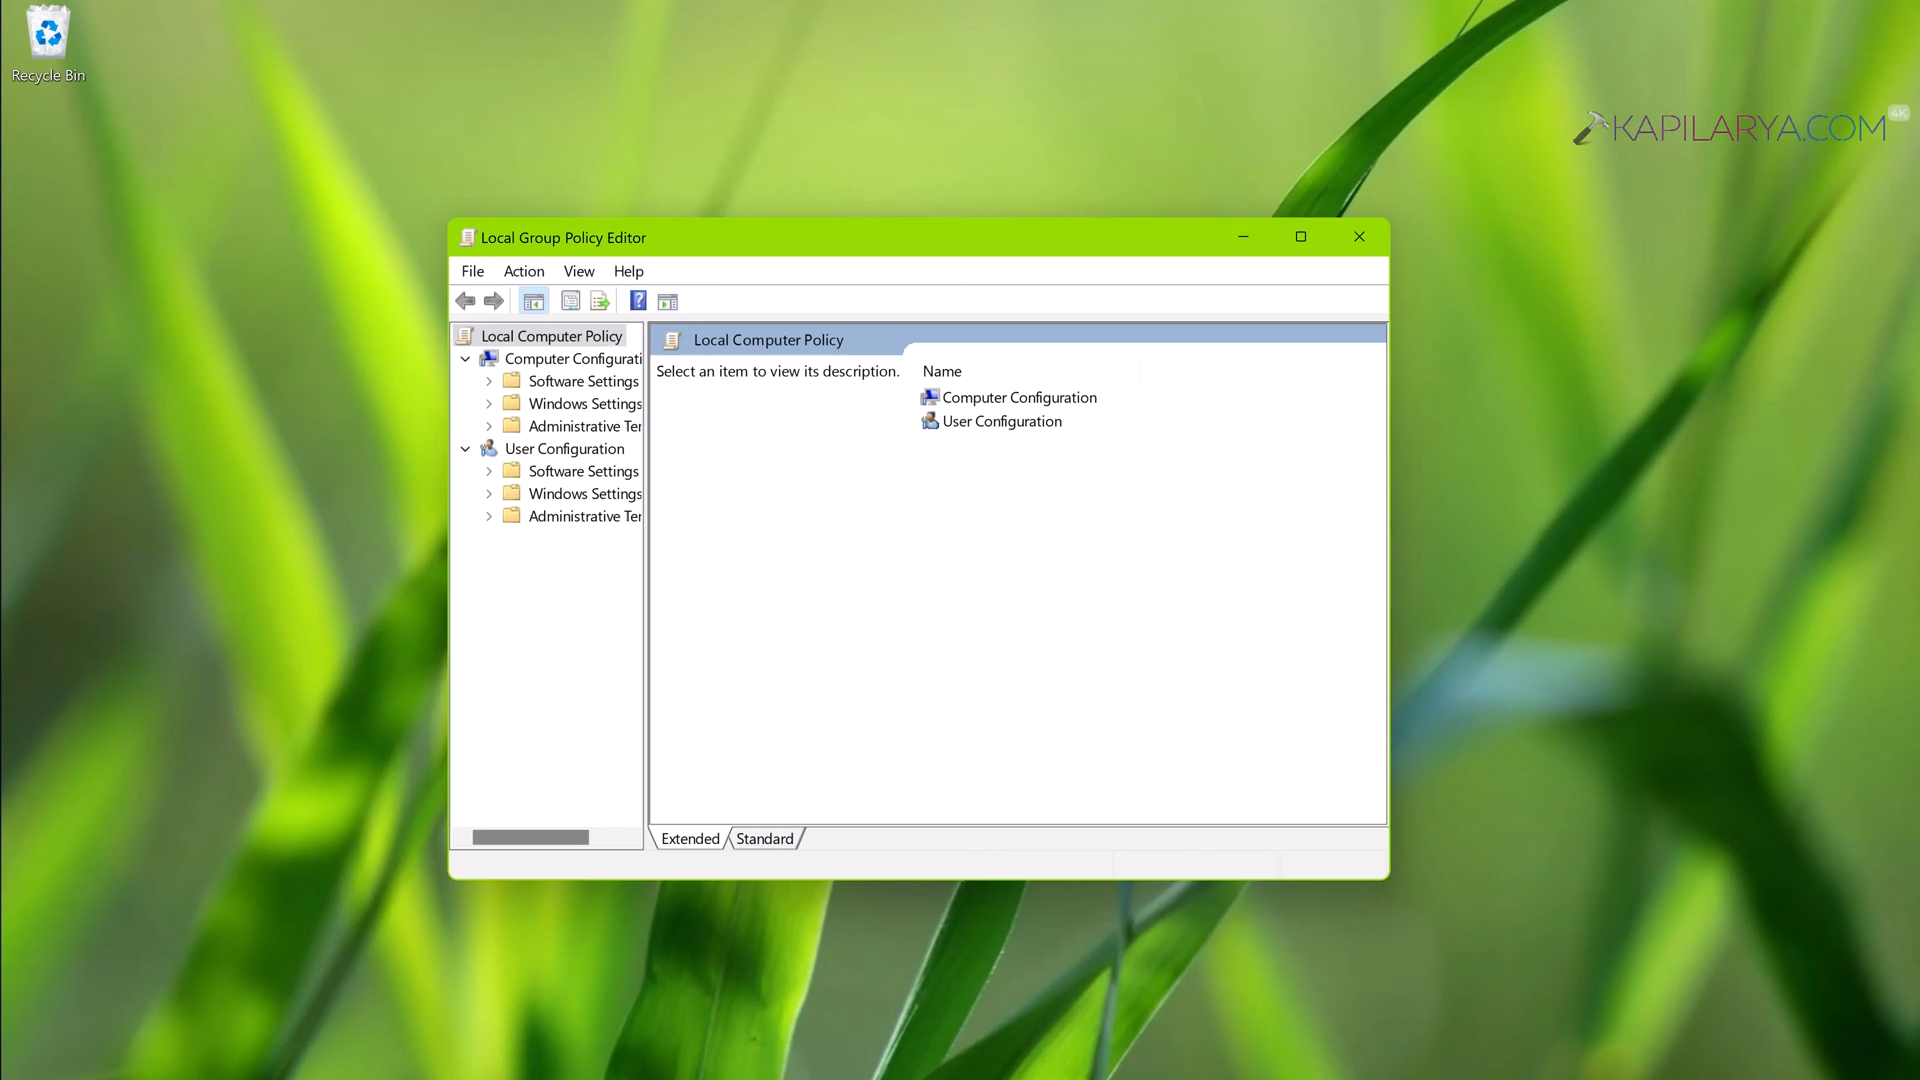 Recycle Bin
KAPILARYA.COM
4K
Local Group Policy Editor
File Action View Help
Local Computer Policy
Computer Configurati
Software Settings
Windows Settings
Administrative Ter
User Configuration
Software Settings
Windows Settings
Administrative Ter
Local Computer Policy
Select an item to view its description.
Name
Computer Configuration
User Configuration
Extended Standard